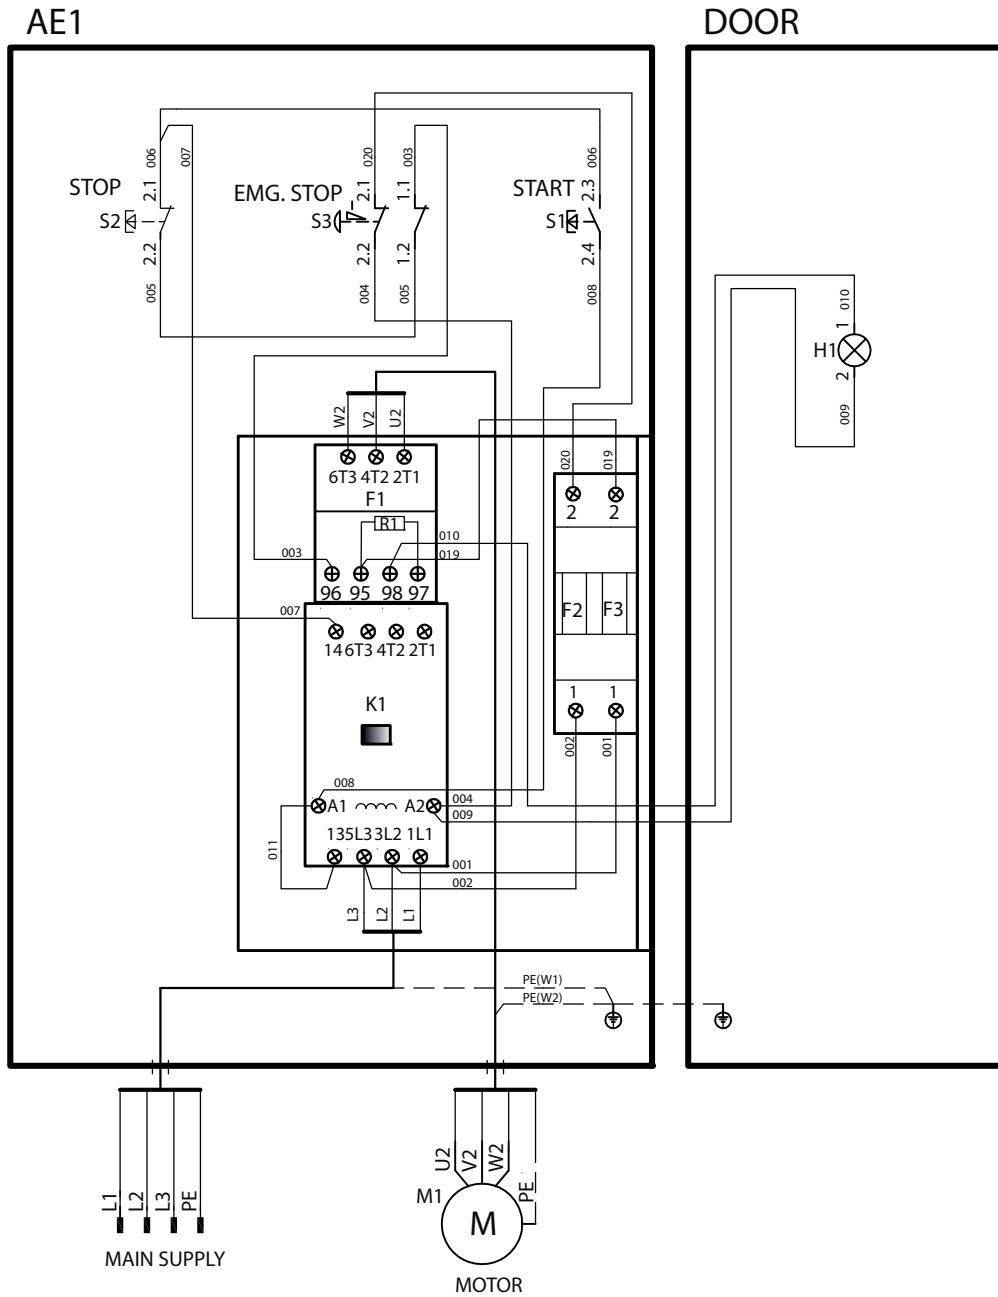 AE1
DOOR
006
007
020
003
006
STOP
2.1
EMG. STOP
2.1
1.1
START
2.3
S2
S3
S1
2.2
2.2
1.2
2.4
005
004
005
008
010
1
H1
2
009
W2
V2
U2
6T3 4T2 2T1
F1
020
019
2
2
R1
010
003
019
96 95 98 97
007
F2
F3
14 6T3 4T2 2T1
K1
1
1
002
001
008
A1
A2
004
009
13 5L3 3L2 1L1
011
001
002
L3
L2
L1
PE(W1)
PE(W2)
U2
V2
W2
L1
L2
L3
PE
M1
M
PE
MAIN SUPPLY
MOTOR